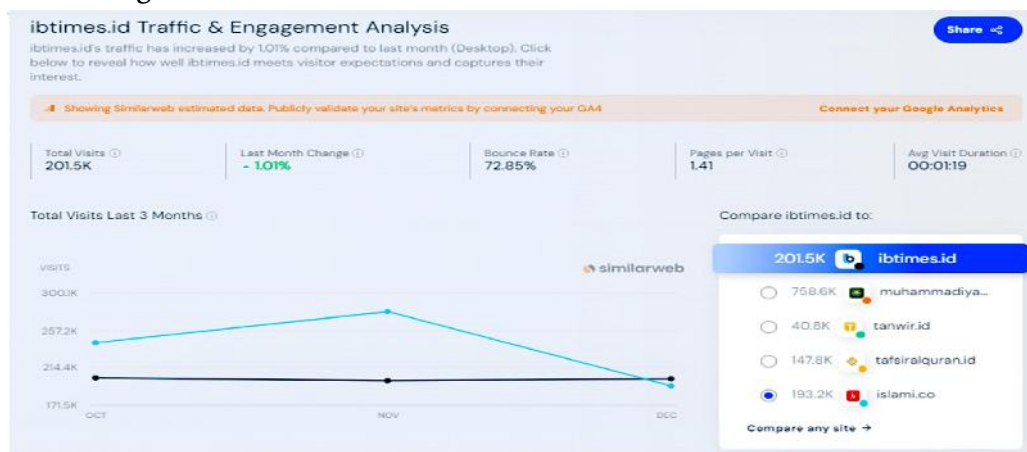 ibtimes.id Traffic & Engagement Analysis
Share
ibtimes.id's traffic has increased by 1.01% compared to last month (Desktop). Click
below to reveal how well ibtimes.id meets visitor expectations and captures their
interest.
Showing Similarweb estimated data. Publicly validate your site's metrics by connecting your GA4
Connect your Google Analytics
Total Visits
201.5K
Last Month Change
- 1.01%
Bounce Rate
72.85%
Pages per Visit
1.41
Avg Visit Duration
00:01:19
Total Visits Last 3 Months
VISITS
similarweb
300.1K
257.2K
214.4K
171.5K
OCT NOV DEC
Compare ibtimes.id to:
201.5K ibtimes.id
758.6K muhammadiya...
40.8K tanwir.id
147.8K tafsiralquran.id
193.2K islami.co
Compare any site →